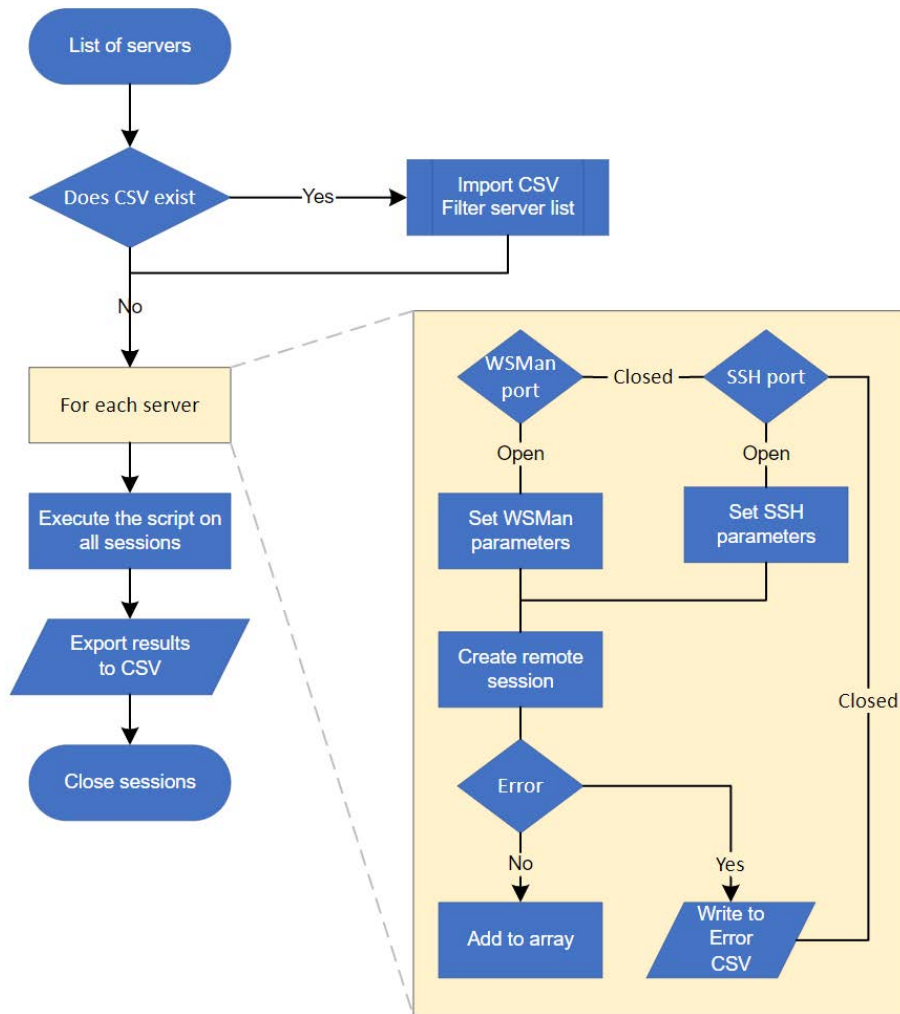 List of servers
Does CSV exist
Yes
Import CSV
Filter server list
No
For each server
Execute the script on
all sessions
Export results
to CSV
Close sessions
WSMan
port
Closed
SSH port
Open
Open
Set WSMan
parameters
Set SSH
parameters
Create remote
session
Closed
Error
No
Yes
Add to array
Write to
Error
CSV